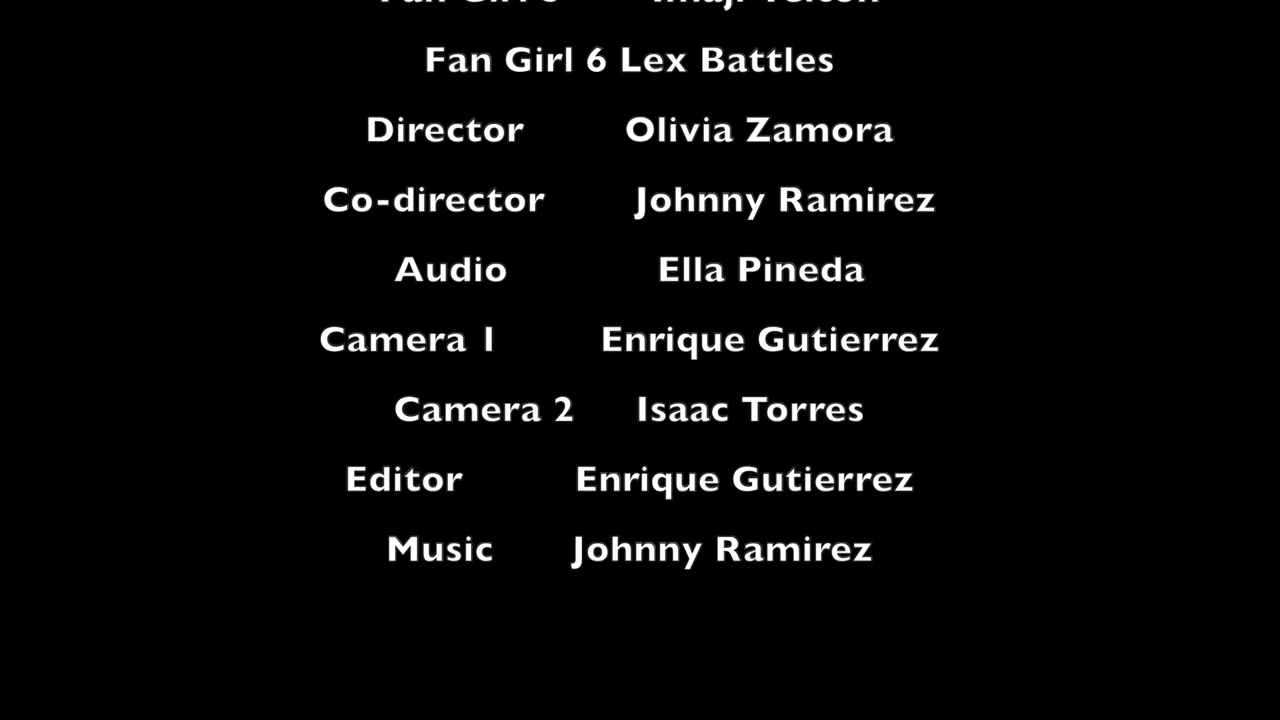 Fan Girl 6 Lex Battles
Director Olivia Zamora
Co-director Johnny Ramirez
Audio Ella Pineda
Camera 1 Enrique Gutierrez
Camera 2 Isaac Torres
Editor Enrique Gutierrez
Music Johnny Ramirez